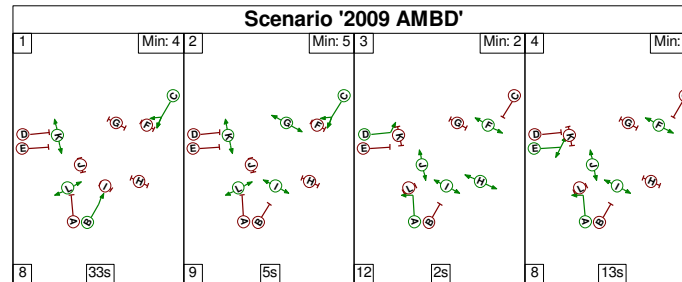 Scenario '2009 AMBD'
1 Min: 4 2 Min: 5 3 Min: 2 4 Min:
C C C
G F G F G F G F
D K D K D K D K
E E E E
J J J J
L I H L I H L I H L I H
A B A B A B A B
8 33s 9 5s 12 2s 8 13s